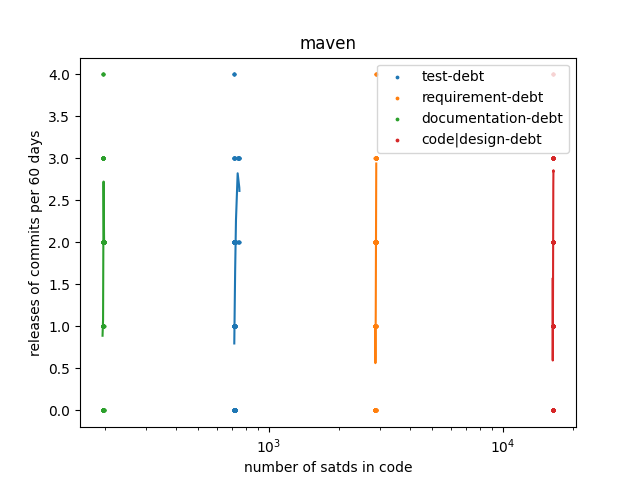 maven
4.0
3.5
3.0
2.5
2.0
1.5
1.0
0.5
0.0
releases of commits per 60 days
test-debt
requirement-debt
documentation-debt
code|design-debt
10³
10⁴
number of satds in code